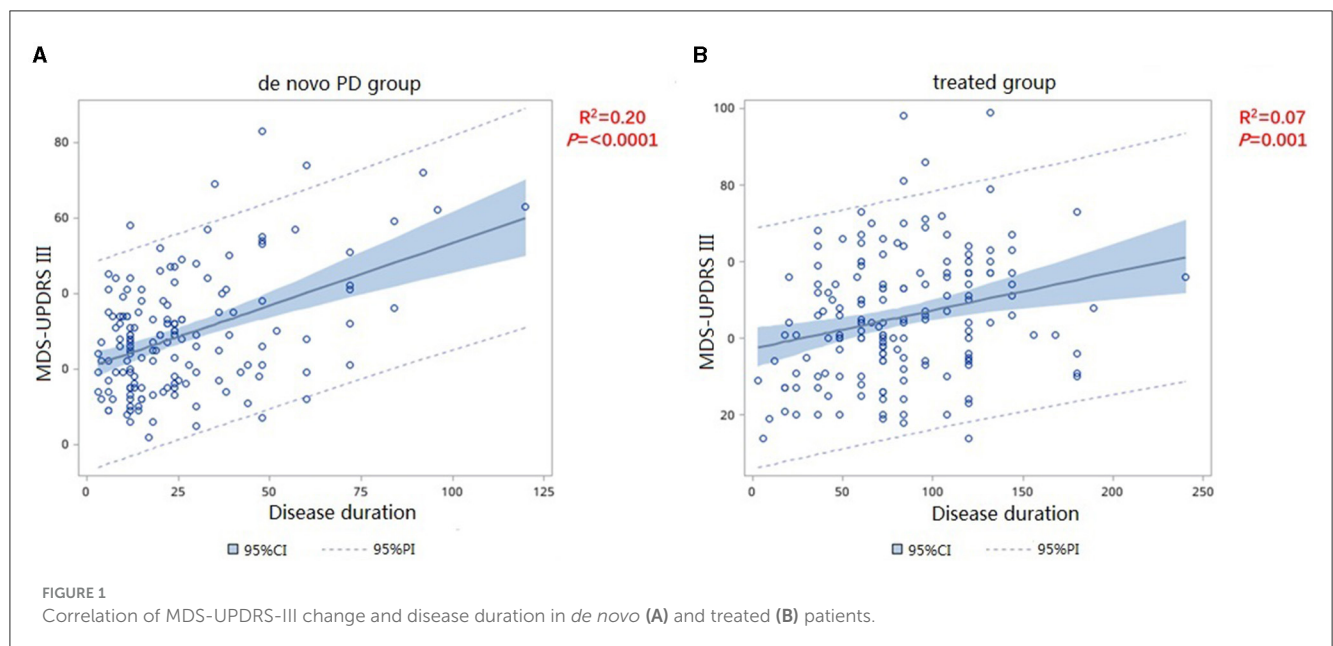 A
B
de novo PD group
treated group
R²=0.20
P=<0.0001
R²=0.07
P=0.001
MDS-UPDRS III
80
60
0
0
0
0 25 50 75 100 125
Disease duration
95%CI 95%PI
MDS-UPDRS III
100
80
0
0
20
0 50 100 150 200 250
Disease duration
95%CI 95%PI
FIGURE 1
Correlation of MDS-UPDRS-III change and disease duration in de novo (A) and treated (B) patients.